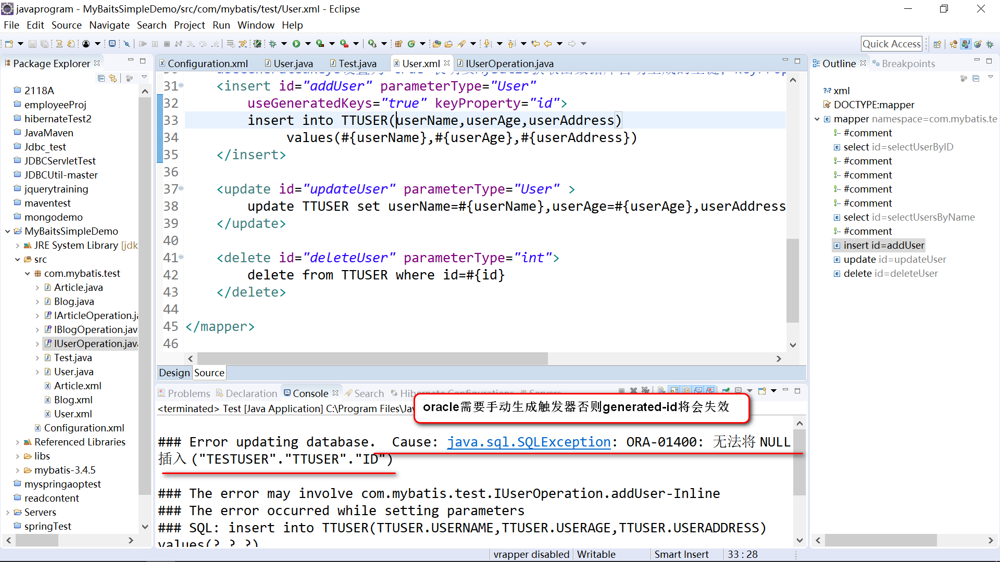 javaprogram - MyBaitsSimpleDemo/src/com/mybatis/test/User.xml - Eclipse
File Edit Source Navigate Search Project Run Window Help
Quick Access
Package Explorer
2118A
employeeProj
hibernateTest2
JavaMaven
Jdbc_test
JDBCServletTest
JDBCUtil-master
jquerytraining
maventest
mongodemo
MyBaitsSimpleDemo
JRE System Library [jdk
src
com.mybatis.test
Article.java
Blog.java
IArticleOperation.ja
IBlogOperation.jav
IUserOperation.java
Test.java
User.java
Article.xml
Blog.xml
User.xml
Configuration.xml
Referenced Libraries
libs
mybatis-3.4.5
myspringaoptest
readcontent
Servers
springTest
Configuration.xml User.java Test.java User.xml IUserOperation.java
31 <insert id="addUser" parameterType="User"
32 useGeneratedKeys="true" keyProperty="id">
33 insert into TTUSER(userName,userAge,userAddress)
34 values(#{userName},#{userAge},#{userAddress})
35 </insert>
36
37 <update id="updateUser" parameterType="User" >
38 update TTUSER set userName=#{userName},userAge=#{userAge},userAddress
39 </update>
40
41 <delete id="deleteUser" parameterType="int">
42 delete from TTUSER where id=#{id}
43 </delete>
44
45 </mapper>
46
Design Source
Problems Declaration Console Search Hibernate Configurations Servers
<terminated> Test [Java Application] C:\Program Files\Jav
oracle需要手动生成触发器否则generated-id将会失效
### Error updating database. Cause: java.sql.SQLException: ORA-01400: 无法将 NULL
插入 ("TESTUSER"."TTUSER"."ID")
### The error may involve com.mybatis.test.IUserOperation.addUser-Inline
### The error occurred while setting parameters
### SQL: insert into TTUSER(TTUSER.USERNAME,TTUSER.USERAGE,TTUSER.USERADDRESS)
values(?,?,?)
Outline Breakpoints
xml
DOCTYPE:mapper
mapper namespace=com.mybatis.te
#comment
select id=selectUserByID
#comment
#comment
#comment
#comment
select id=selectUsersByName
#comment
insert id=addUser
update id=updateUser
delete id=deleteUser
vrapper disabled Writable Smart Insert 33 : 28